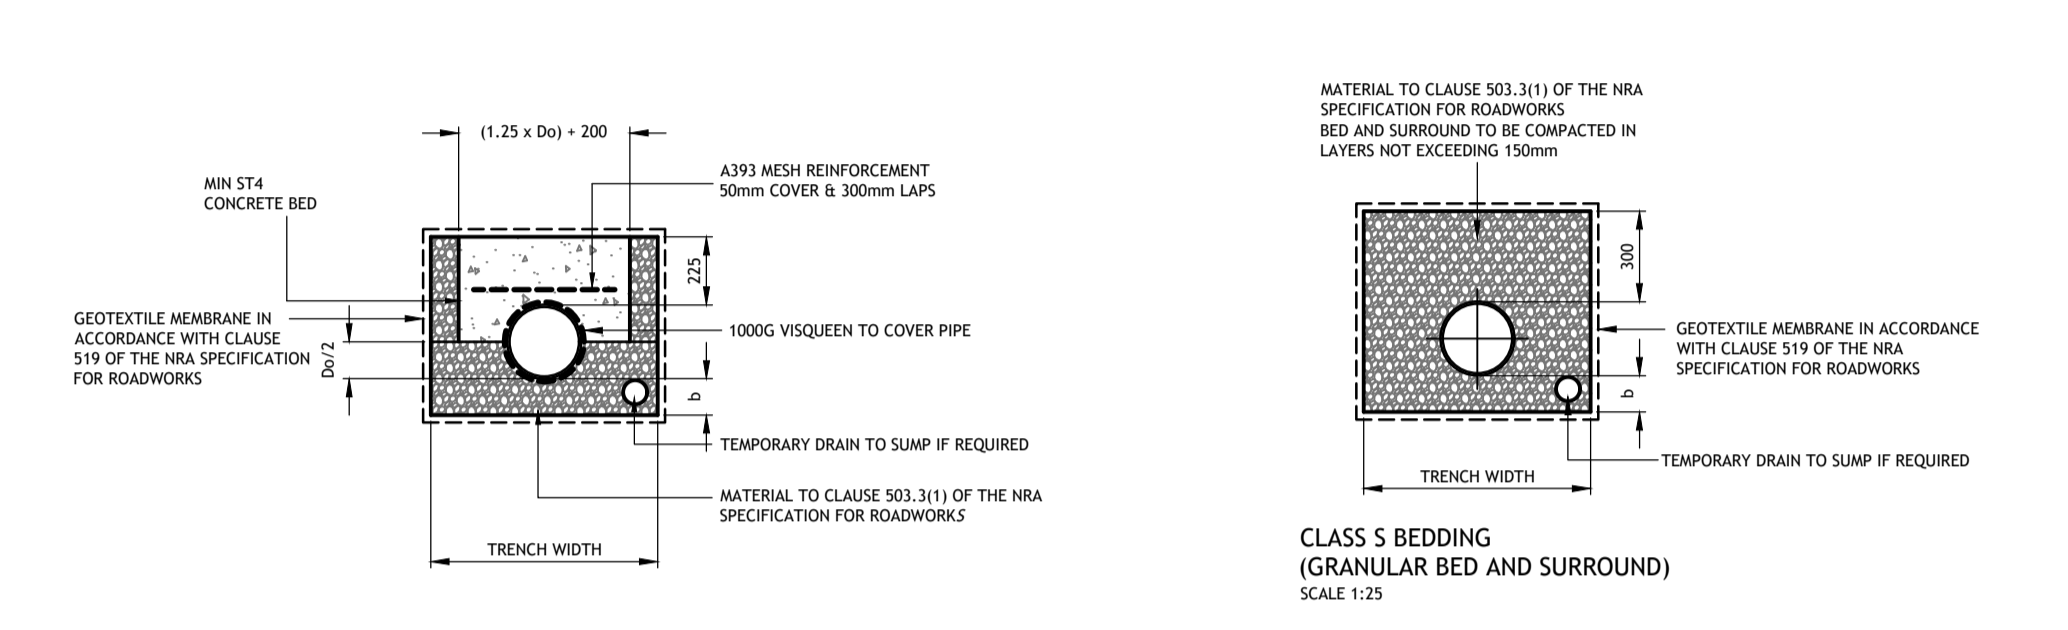 (1.25 x Do) + 200
MIN ST4
CONCRETE BED
A393 MESH REINFORCEMENT
50mm COVER & 300mm LAPS
225
GEOTEXTILE MEMBRANE IN
ACCORDANCE WITH CLAUSE
519 OF THE NRA SPECIFICATION
FOR ROADWORKS
Do/2
1000G VISQUEEN TO COVER PIPE
b
TEMPORARY DRAIN TO SUMP IF REQUIRED
MATERIAL TO CLAUSE 503.3(1) OF THE NRA
SPECIFICATION FOR ROADWORKS
TRENCH WIDTH
MATERIAL TO CLAUSE 503.3(1) OF THE NRA
SPECIFICATION FOR ROADWORKS
BED AND SURROUND TO BE COMPACTED IN
LAYERS NOT EXCEEDING 150mm
300
GEOTEXTILE MEMBRANE IN ACCORDANCE
WITH CLAUSE 519 OF THE NRA
SPECIFICATION FOR ROADWORKS
b
TEMPORARY DRAIN TO SUMP IF REQUIRED
TRENCH WIDTH
CLASS S BEDDING
(GRANULAR BED AND SURROUND)
SCALE 1:25